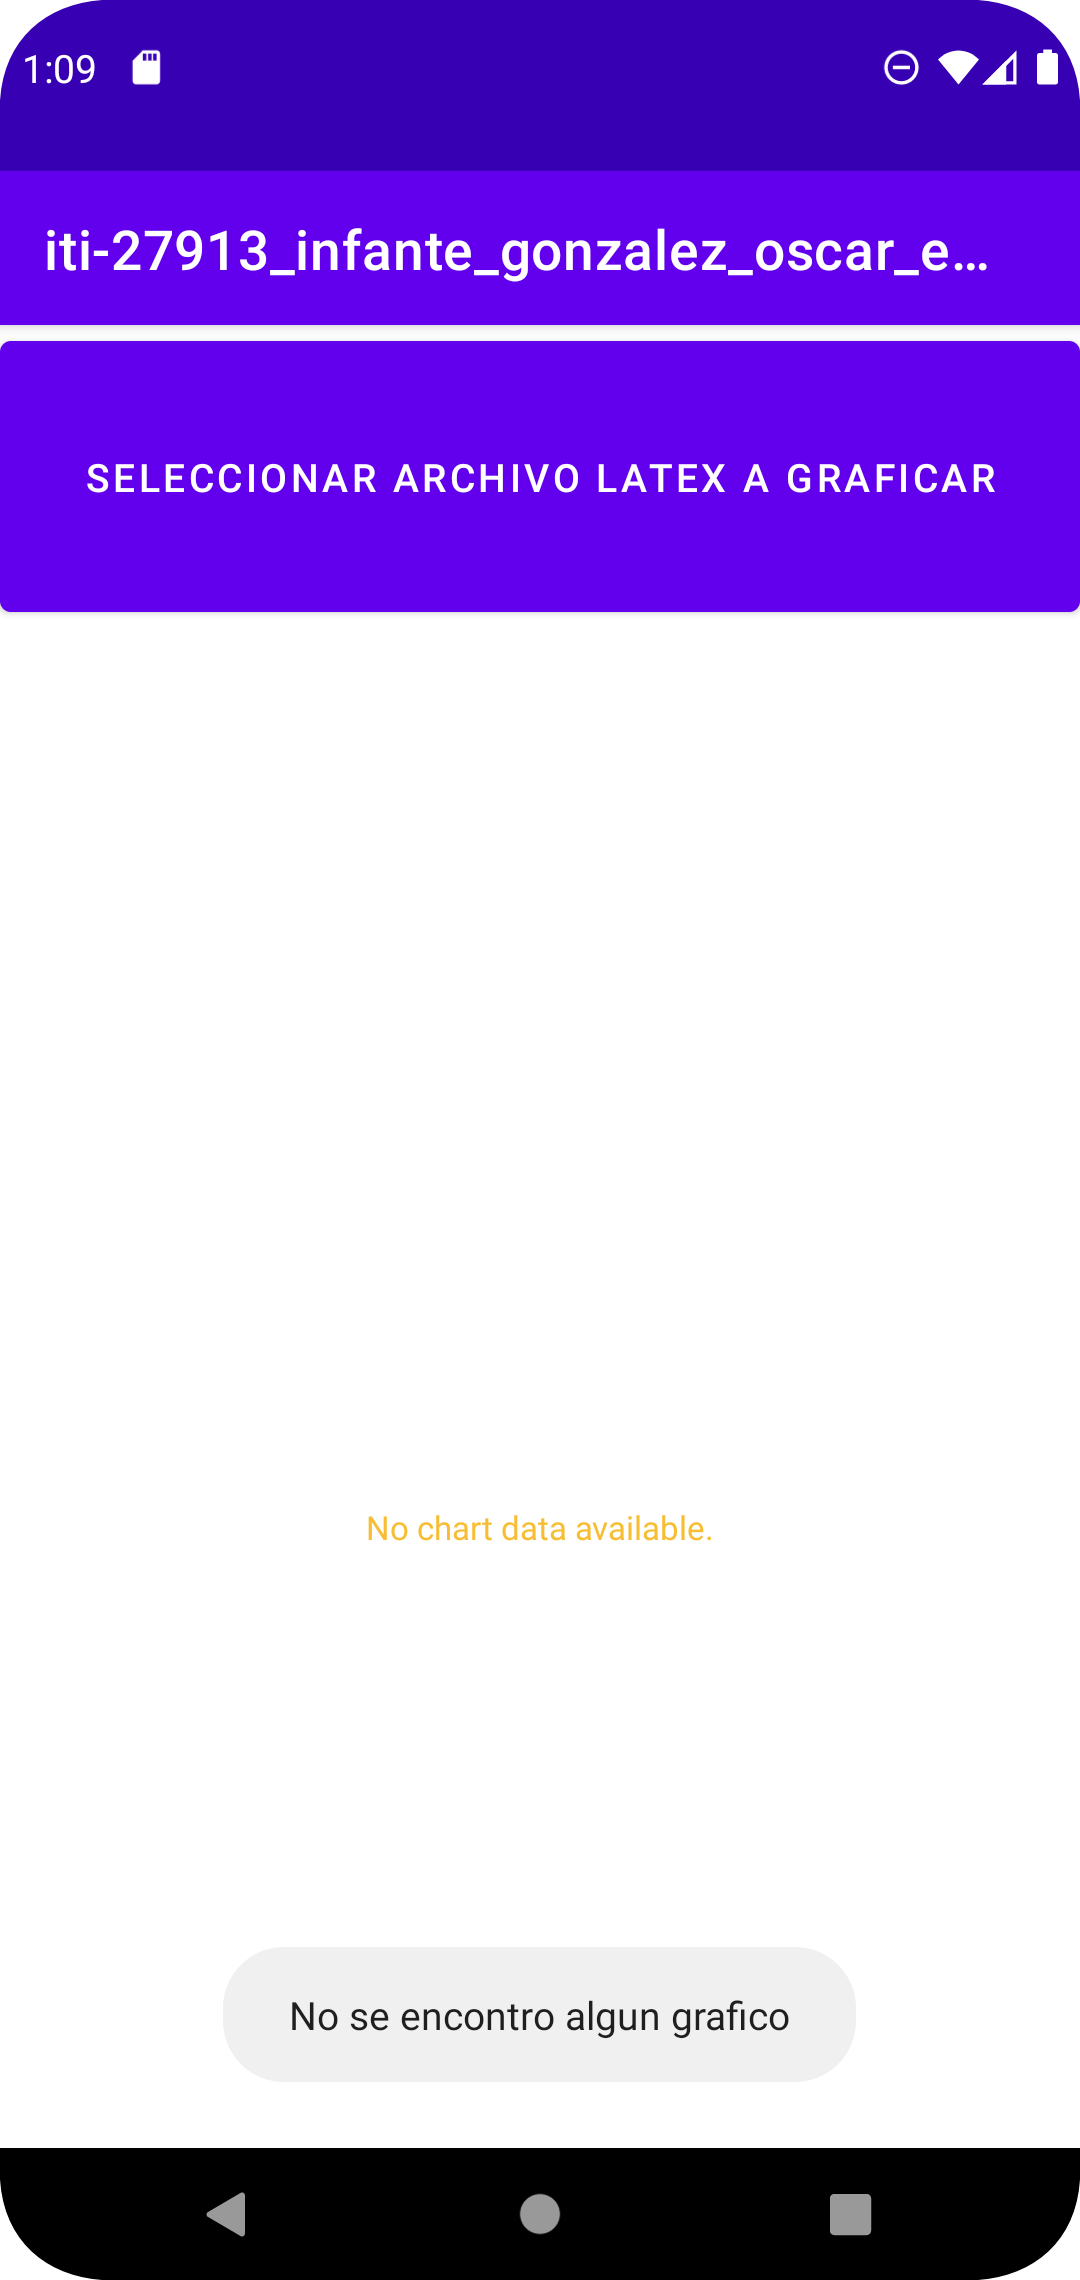 1:09
iti-27913_infante_gonzalez_oscar_e...
SELECCIONAR ARCHIVO LATEX A GRAFICAR
No chart data available.
No se encontro algun grafico